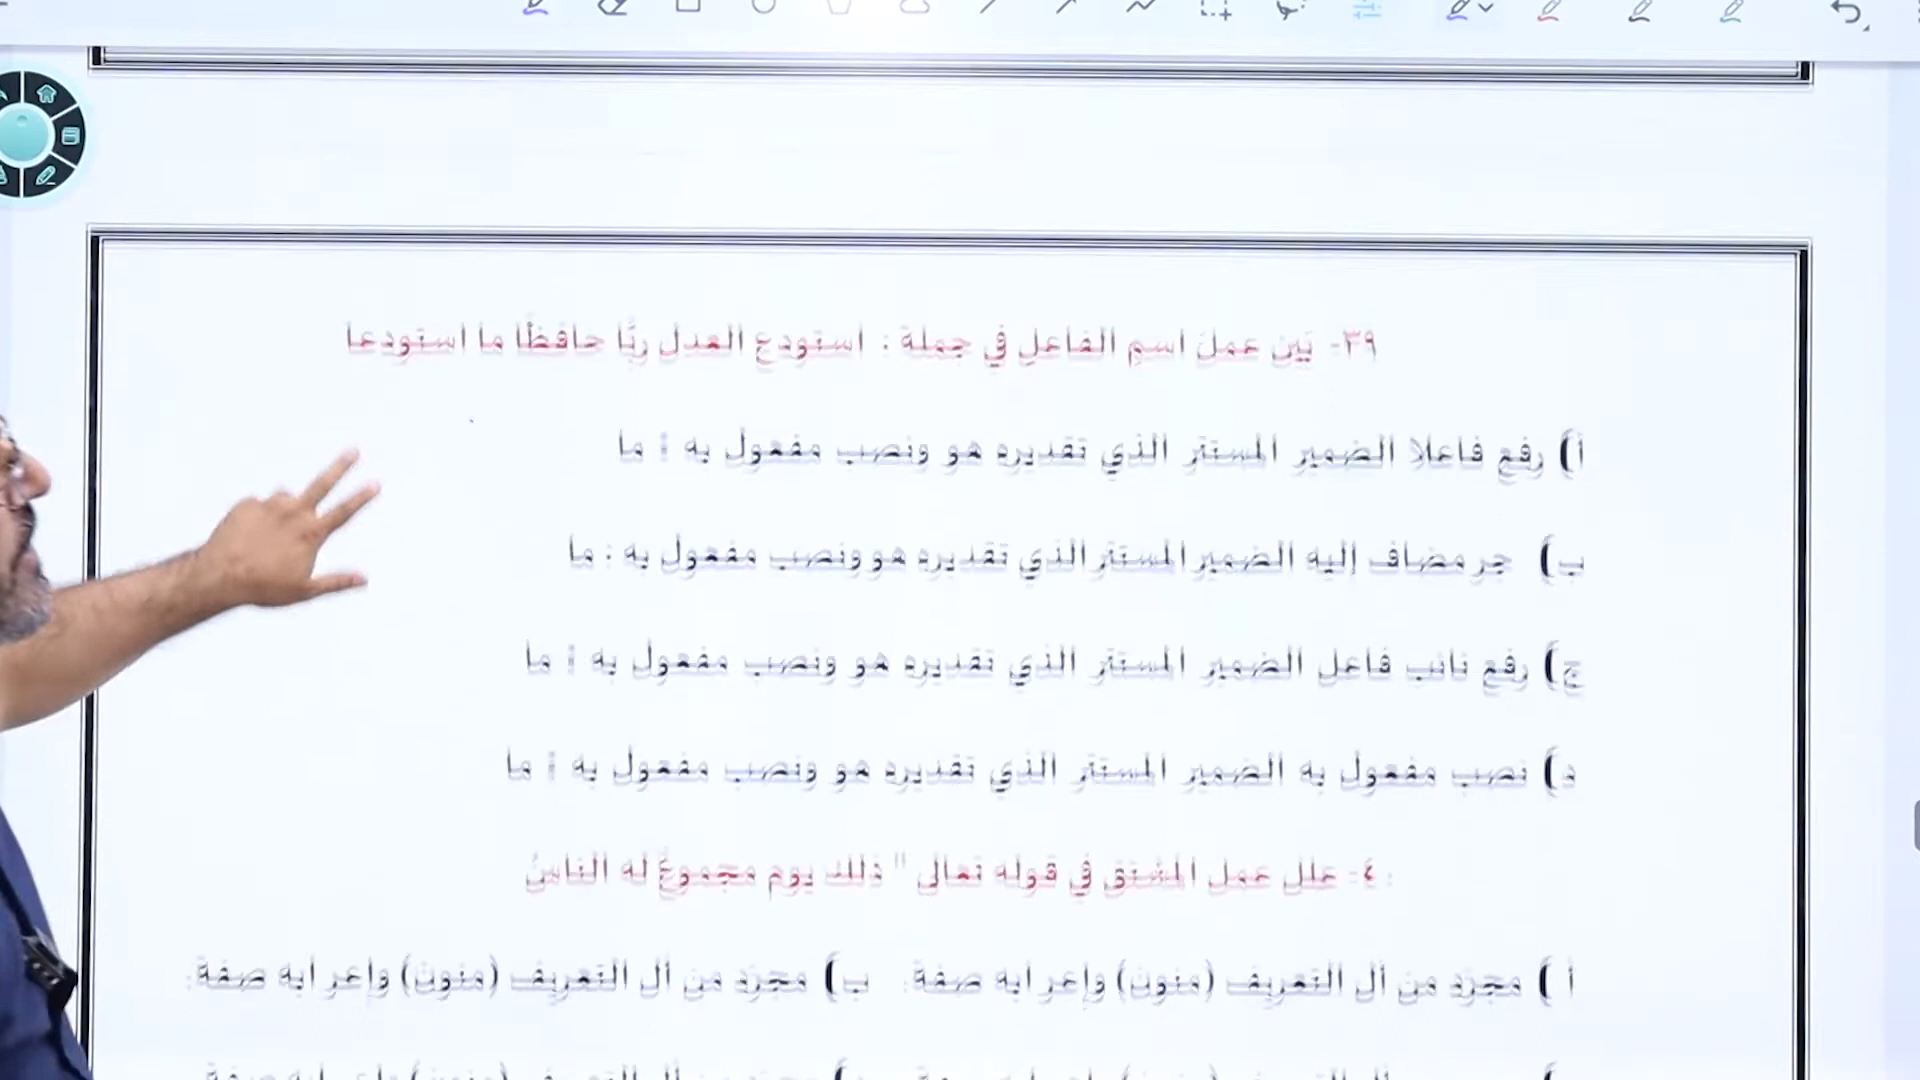 ٣٩- بَين عمل اسم الفاعل في جملة : استودع العدل ربًّا حافظًا ما استودعا
أ) رفع فاعلا الضمير المستتر الذي تقديره هو ونصب مفعول به : ما
ب) جر مضاف إليه الضمير المستتر الذي تقديره هو ونصب مفعول به : ما
ج) رفع نائب فاعل الضمير المستتر الذي تقديره هو ونصب مفعول به : ما
د) نصب مفعول به الضمير المستتر الذي تقديره هو ونصب مفعول به : ما
٤- علل عمل المشتق في قوله تعالى " ذلك يوم مجموعٌ له الناسُ
أ ) مجرّد من أل التعريف (منون) وإعرابه صفة. ب) مجرّد من أل التعريف (منون) وإعرابه صفة.